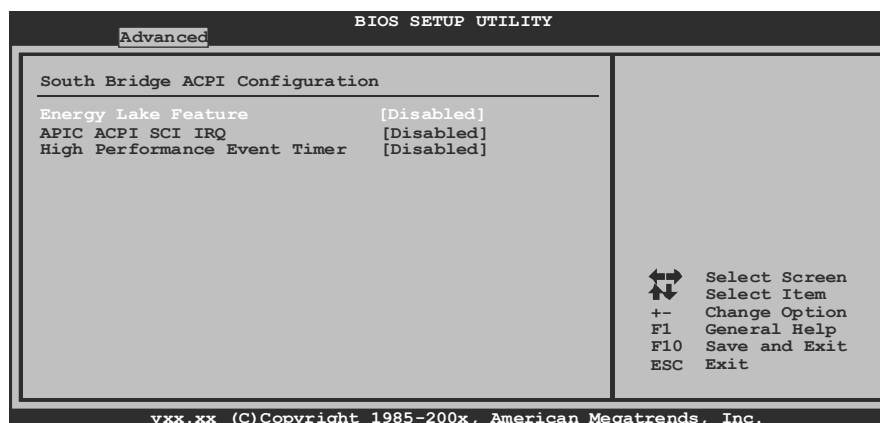 BIOS SETUP UTILITY
Advanced
South Bridge ACPI Configuration
Energy Lake Feature [Disabled]
APIC ACPI SCI IRQ [Disabled]
High Performance Event Timer [Disabled]
Select Screen
Select Item
+- Change Option
F1 General Help
F10 Save and Exit
ESC Exit
vxx.xx (C)Copyright 1985-200x, American Megatrends, Inc.